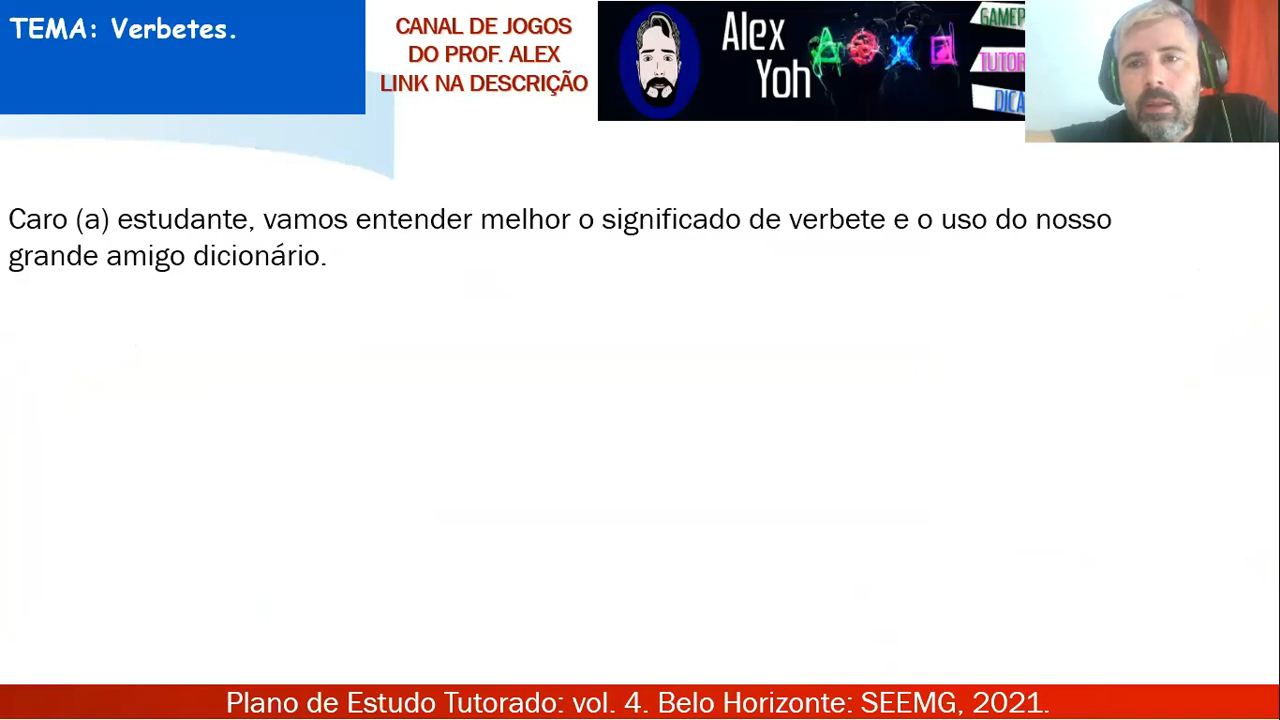 TEMA: Verbetes.
CANAL DE JOGOS
DO PROF. ALEX
LINK NA DESCRIÇÃO
Alex
Yoh
Caro (a) estudante, vamos entender melhor o significado de verbete e o uso do nosso
grande amigo dicionário.
Plano de Estudo Tutorado: vol. 4. Belo Horizonte: SEEMG, 2021.